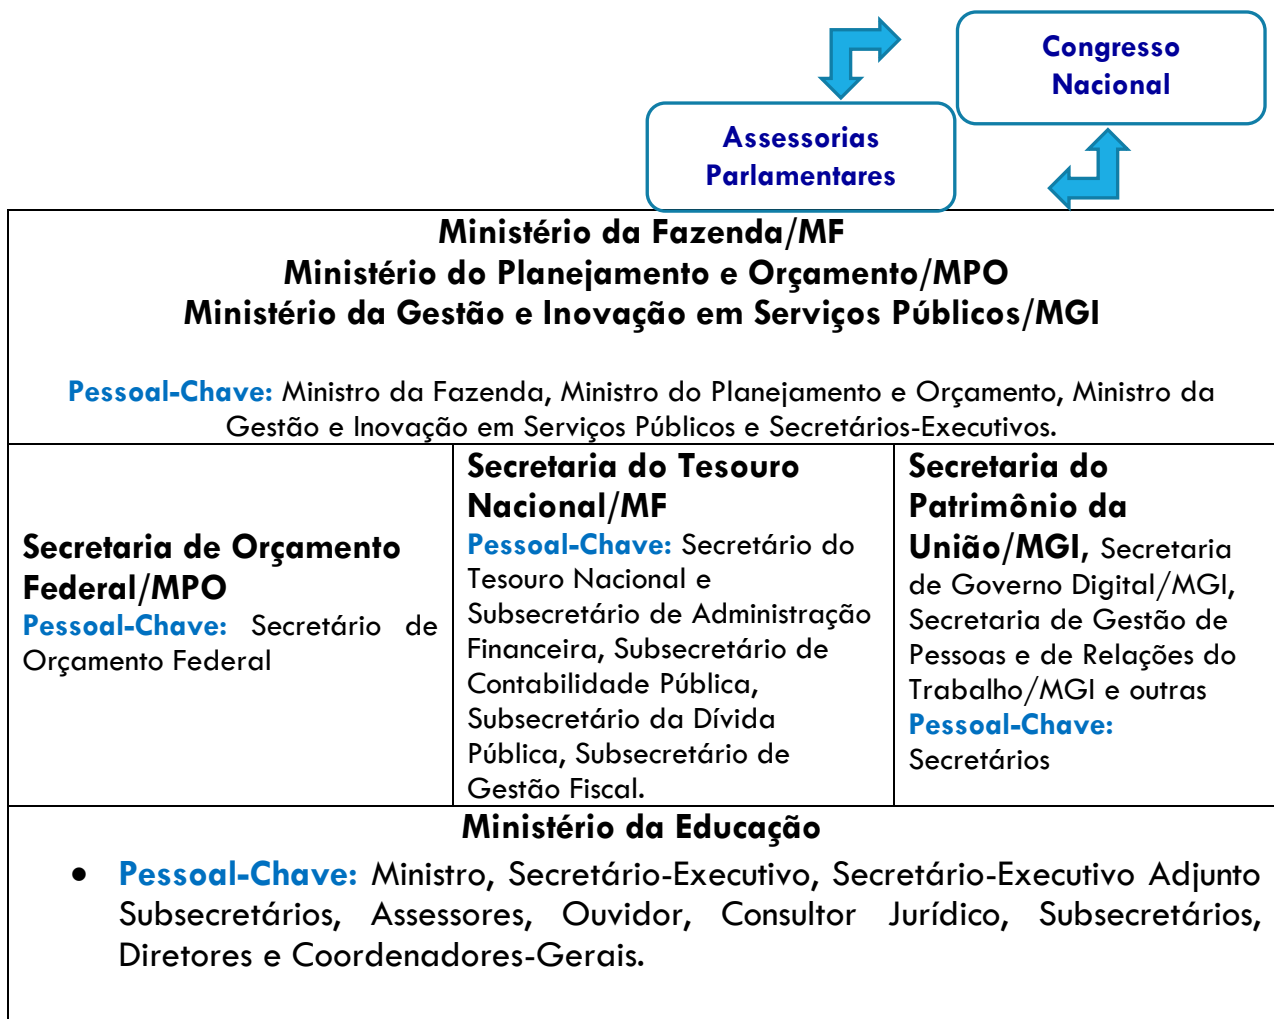 Congresso
Nacional
Assessorias
Parlamentares
Ministério da Fazenda/MF
Ministério do Planejamento e Orçamento/MPO
Ministério da Gestão e Inovação em Serviços Públicos/MGI
Pessoal-Chave: Ministro da Fazenda, Ministro do Planejamento e Orçamento, Ministro da
Gestão e Inovação em Serviços Públicos e Secretários-Executivos.
Secretaria de Orçamento
Federal/MPO
Pessoal-Chave: Secretário de
Orçamento Federal
Secretaria do Tesouro
Nacional/MF
Pessoal-Chave: Secretário do
Tesouro Nacional e
Subsecretário de Administração
Financeira, Subsecretário de
Contabilidade Pública,
Subsecretário da Dívida
Pública, Subsecretário de
Gestão Fiscal.
Secretaria do
Patrimônio da
União/MGI, Secretaria
de Governo Digital/MGI,
Secretaria de Gestão de
Pessoas e de Relações do
Trabalho/MGI e outras
Pessoal-Chave:
Secretários
Ministério da Educação
• Pessoal-Chave: Ministro, Secretário-Executivo, Secretário-Executivo Adjunto
Subsecretários, Assessores, Ouvidor, Consultor Jurídico, Subsecretários,
Diretores e Coordenadores-Gerais.